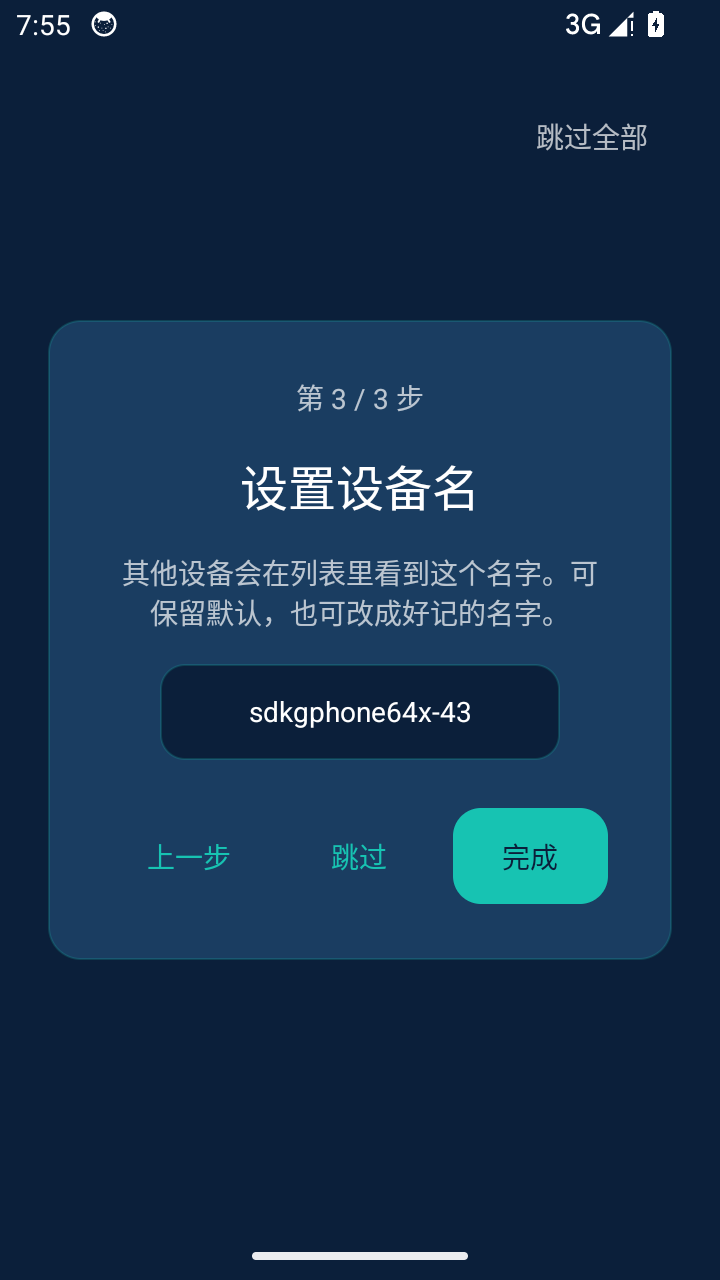 7:55
3G
跳过全部
第 3 / 3 步
设置设备名
其他设备会在列表里看到这个名字。可
保留默认，也可改成好记的名字。
sdkgphone64x-43
上一步
跳过
完成